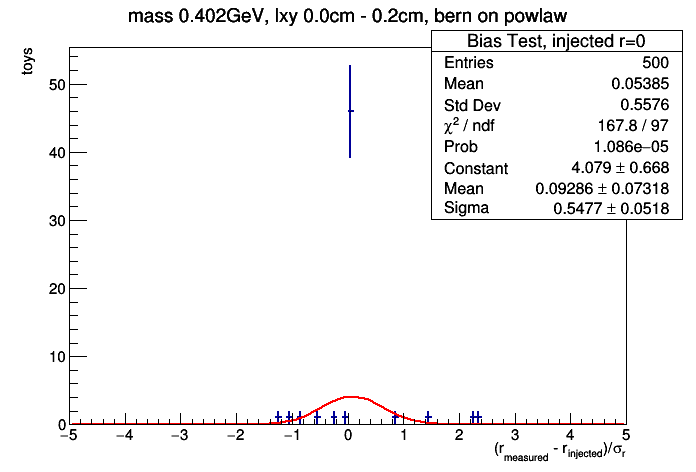 mass 0.402GeV, lxy 0.0cm - 0.2cm, bern on powlaw
toys
Bias Test, injected r=0
Entries 500
Mean 0.05385
Std Dev 0.5576
χ² / ndf 167.8 / 97
Prob 1.086e−05
Constant 4.079 ± 0.668
Mean 0.09286 ± 0.07318
Sigma 0.5477 ± 0.0518
50
40
30
20
10
0
−5 −4 −3 −2 −1 0 1 2 3 4 5
(r_measured - r_injected)/σ_r